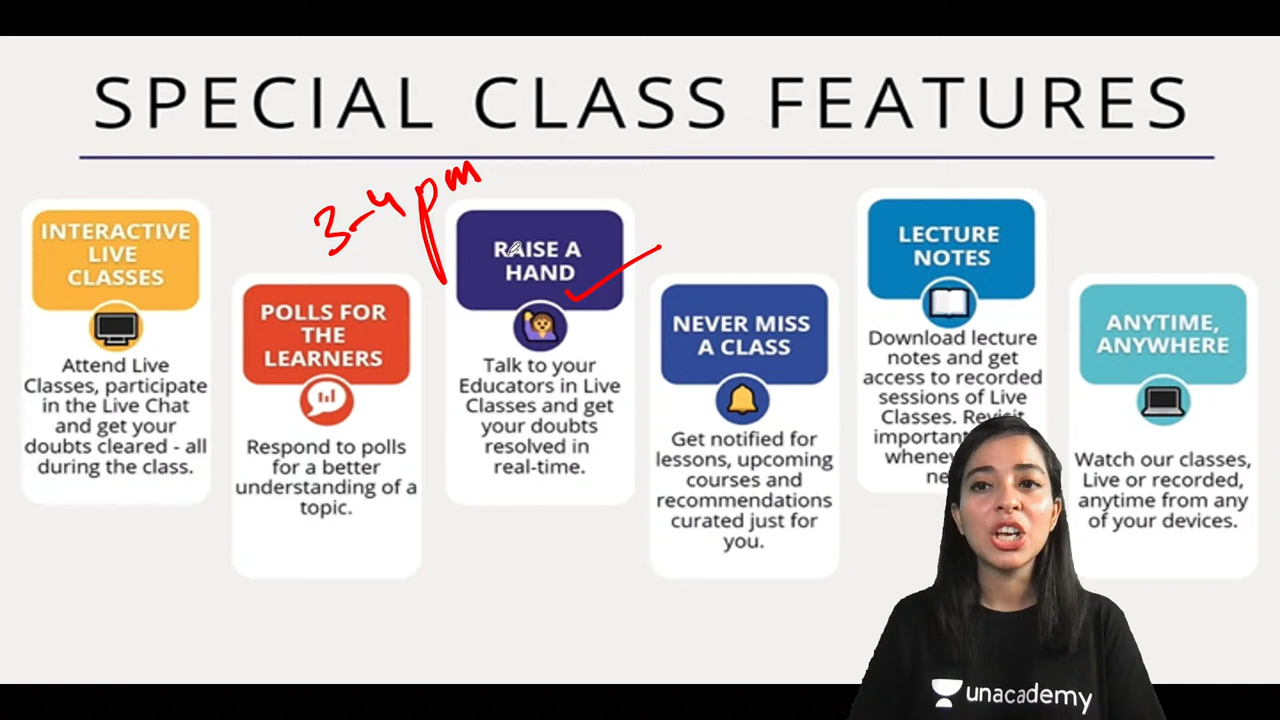 SPECIAL CLASS FEATURES
3-4 pm
INTERACTIVE
LIVE
CLASSES
Attend Live
Classes, participate
in the Live Chat
and get your
doubts cleared - all
during the class.
POLLS FOR
THE
LEARNERS
Respond to polls
for a better
understanding of a
topic.
RAISE A
HAND
Talk to your
Educators in Live
Classes and get
your doubts
resolved in
real-time.
NEVER MISS
A CLASS
Get notified for
lessons, upcoming
courses and
recommendations
curated just for
you.
LECTURE
NOTES
Download lecture
notes and get
access to recorded
sessions of Live
Classes. Revisit
important
ANYTIME,
ANYWHERE
Watch our classes,
Live or recorded,
anytime from any
of your devices.
unacademy